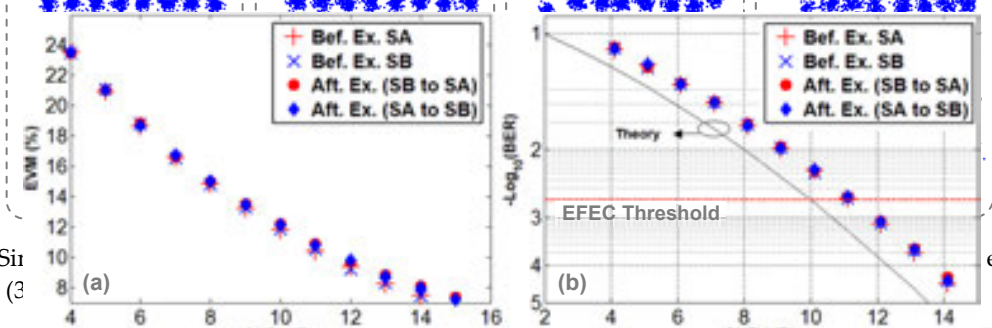 24
22
20
18
16
14
12
10
8
EVM (%)
4
6
8
10
12
14
16
Bef. Ex. SA
Bef. Ex. SB
Aft. Ex. (SB to SA)
Aft. Ex. (SA to SB)
(a)
1
2
3
4
5
-Log10(BER)
2
4
6
8
10
12
14
Bef. Ex. SA
Bef. Ex. SB
Aft. Ex. (SB to SA)
Aft. Ex. (SA to SB)
Theory
EFEC Threshold
(b)
Sin
(3
e